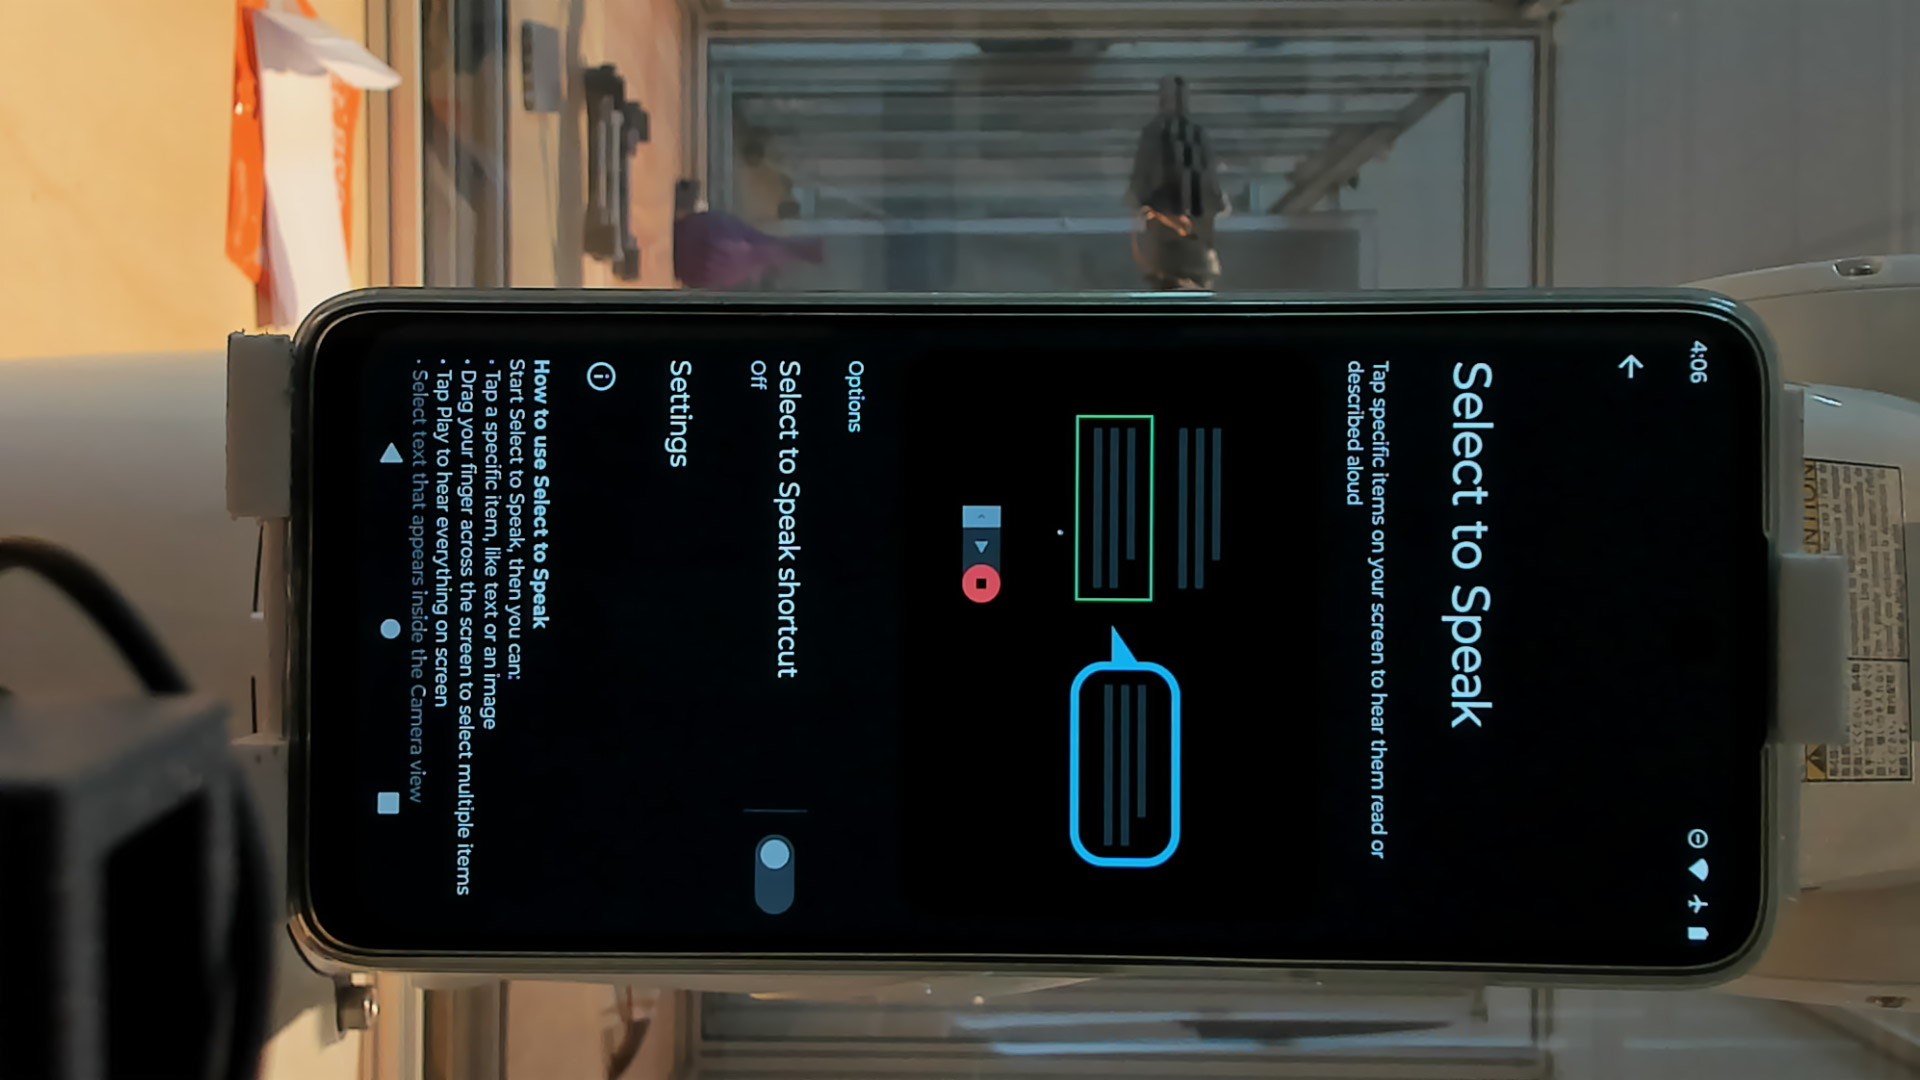 4:06
Select to Speak
Tap specific items on your screen to hear them read or
described aloud
Options
Select to Speak shortcut
Off
Settings
How to use Select to Speak
Start Select to Speak, then you can:
· Tap a specific item, like text or an image
· Drag your finger across the screen to select multiple items
· Tap Play to hear everything on screen
· Select text that appears inside the Camera view